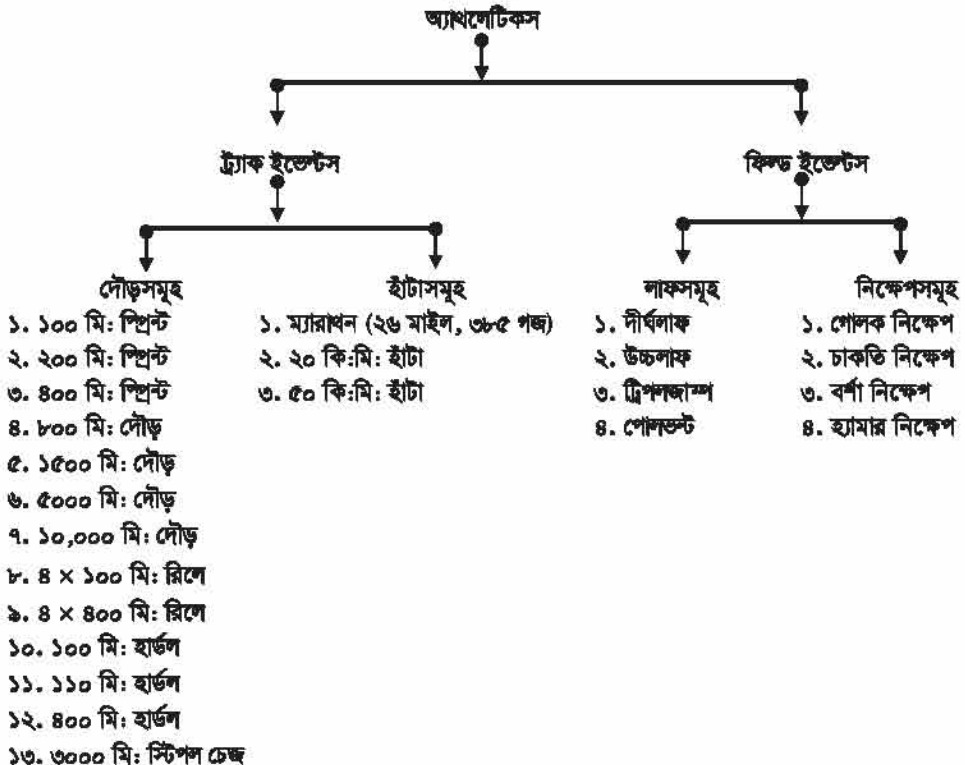 অ্যাথলেটিকস
ট্র্যাক ইভেন্টস
ফিল্ড ইভেন্টস
দৌড়সমূহ
১. ১০০ মি: স্প্রিন্ট
২. ২০০ মি: স্প্রিন্ট
৩. ৪০০ মি: স্প্রিন্ট
৪. ৮০০ মি: দৌড়
৫. ১৫০০ মি: দৌড়
৬. ৫০০০ মি: দৌড়
৭. ১০,০০০ মি: দৌড়
৮. ৪ × ১০০ মি: রিলে
৯. ৪ × ৪০০ মি: রিলে
১০. ১০০ মি: হার্ডল
১১. ১১০ মি: হার্ডল
১২. ৪০০ মি: হার্ডল
১৩. ৩০০০ মি: স্টিপল চেজ
হাঁটাসমূহ
১. ম্যারাথন (২৬ মাইল, ৩৮৫ গজ)
২. ২০ কি:মি: হাঁটা
৩. ৫০ কি:মি: হাঁটা
লাফসমূহ
১. দীর্ঘলাফ
২. উচ্চলাফ
৩. ট্রিপলজাম্প
৪. পোলভল্ট
নিক্ষেপসমূহ
১. গোলক নিক্ষেপ
২. চাকতি নিক্ষেপ
৩. বর্শা নিক্ষেপ
৪. হ্যামার নিক্ষেপ